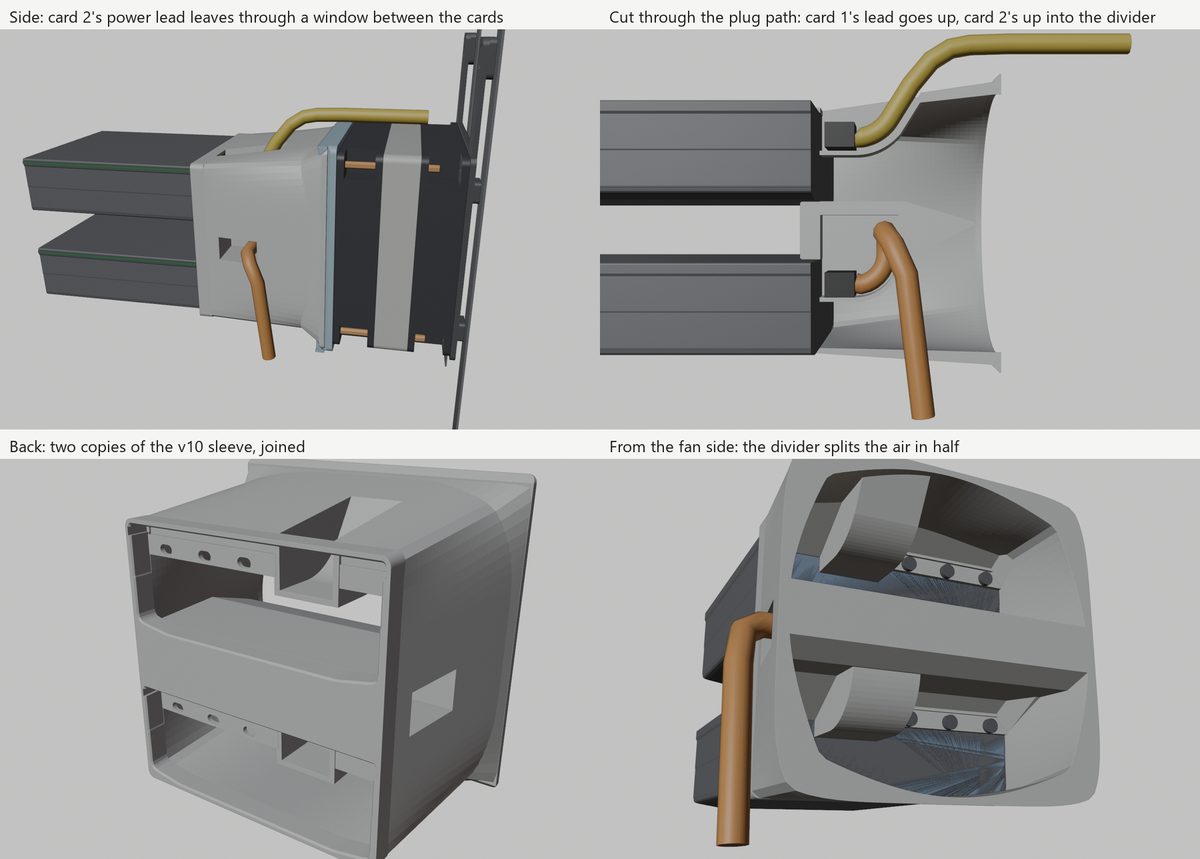 Side: card 2's power lead leaves through a window between the cards
Cut through the plug path: card 1's lead goes up, card 2's up into the divider
Back: two copies of the v10 sleeve, joined
From the fan side: the divider splits the air in half